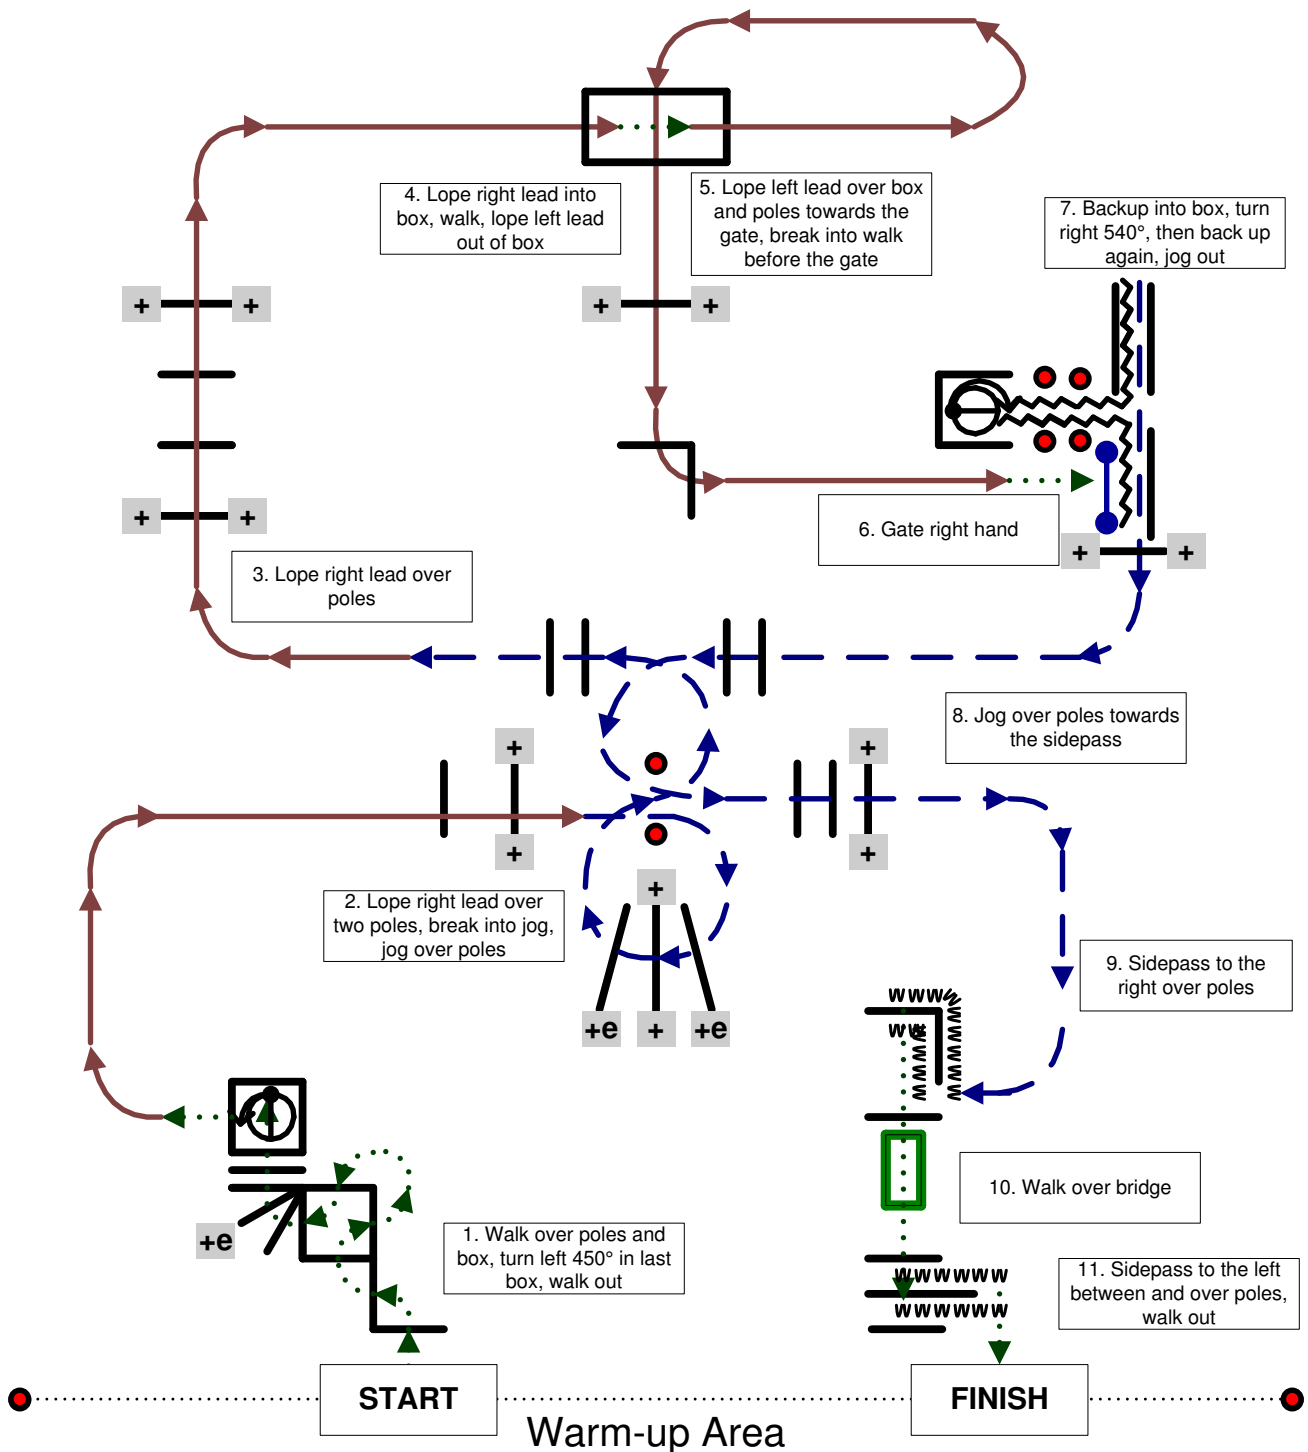 4. Lope right lead into
box, walk, lope left lead
out of box
5. Lope left lead over box
and poles towards the
gate, break into walk
before the gate
7. Backup into box, turn
right 540°, then back up
again, jog out
+ +
+ +
+ +
6. Gate right hand
+ +
3. Lope right lead over
poles
8. Jog over poles towards
the sidepass
+
+
+
+
2. Lope right lead over
two poles, break into jog,
jog over poles
+
+e + +e
9. Sidepass to the
right over poles
10. Walk over bridge
+e
1. Walk over poles and
box, turn left 450° in last
box, walk out
11. Sidepass to the left
between and over poles,
walk out
START
FINISH
Warm-up Area